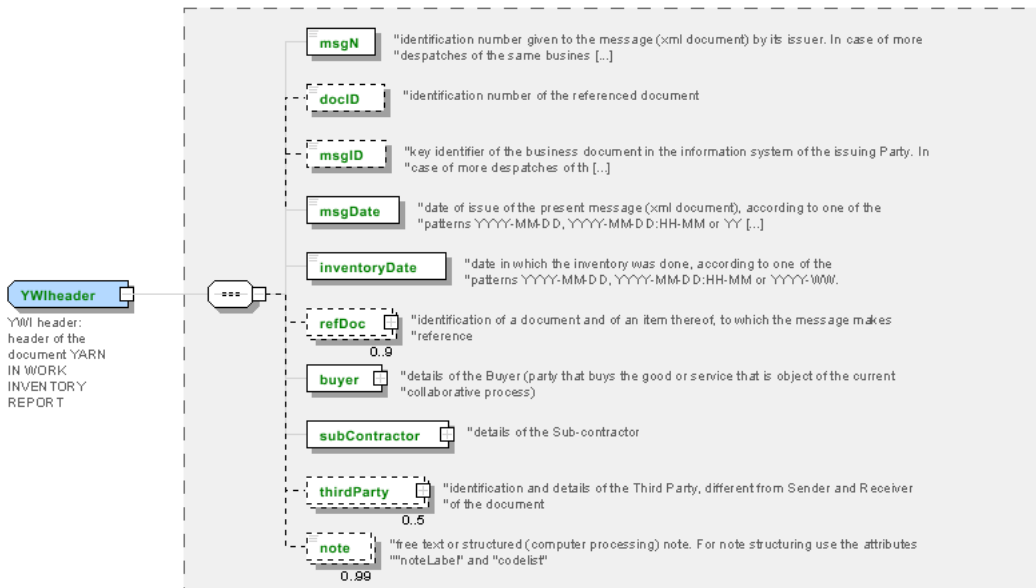 msgN
"identification number given to the message (xml document) by its issuer. In case of more
"despatches of the same busines [...]
docID
"identification number of the referenced document
msgID
"key identifier of the business document in the information system of the issuing Party. In
"case of more despatches of th [...]
msgDate
"date of issue of the present message (xml document), according to one of the
"patterns YYYY-MM-DD, YYYY-MM-DD:HH-MM or YY [...]
inventoryDate
"date in which the inventory was done, according to one of the
"patterns YYYY-MM-DD, YYYY-MM-DD:HH-MM or YYYY-WW.
YWIheader
YWI header:
header of the
document YARN
IN WORK
INVENTORY
REPORT
refDoc
"identification of a document and of an item thereof, to which the message makes
"reference
0..9
buyer
"details of the Buyer (party that buys the good or service that is object of the current
"collaborative process)
subContractor
"details of the Sub-contractor
thirdParty
"identification and details of the Third Party, different from Sender and Receiver
"of the document
0..5
note
"free text or structured (computer processing) note. For note structuring use the attributes
""noteLabel" and "codelist"
0..99